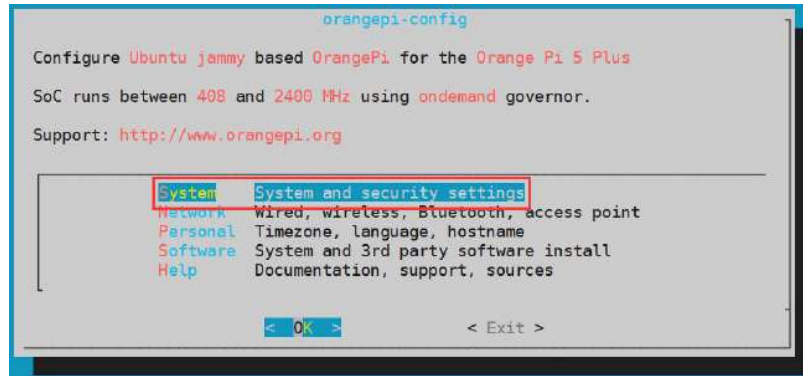 orangepi-config
Configure Ubuntu jammy based OrangePi for the Orange Pi 5 Plus
SoC runs between 408 and 2400 MHz using ondemand governor.
Support: http://www.orangepi.org
System System and security settings
Network Wired, wireless, Bluetooth, access point
Personal Timezone, language, hostname
Software System and 3rd party software install
Help Documentation, support, sources
< OK > < Exit >